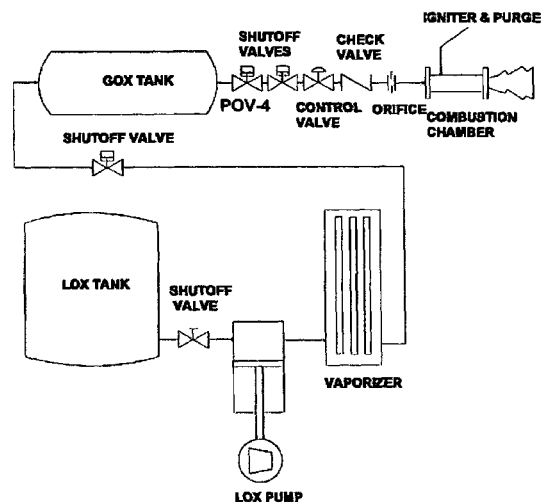 IGNITER & PURGE
SHUTOFF
VALVES
CHECK
VALVE
GOX TANK
POV-4
CONTROL
VALVE
ORIFICE
COMBUSTION
CHAMBER
SHUTOFF VALVE
LOX TANK
SHUTOFF
VALVE
VAPORIZER
LOX PUMP